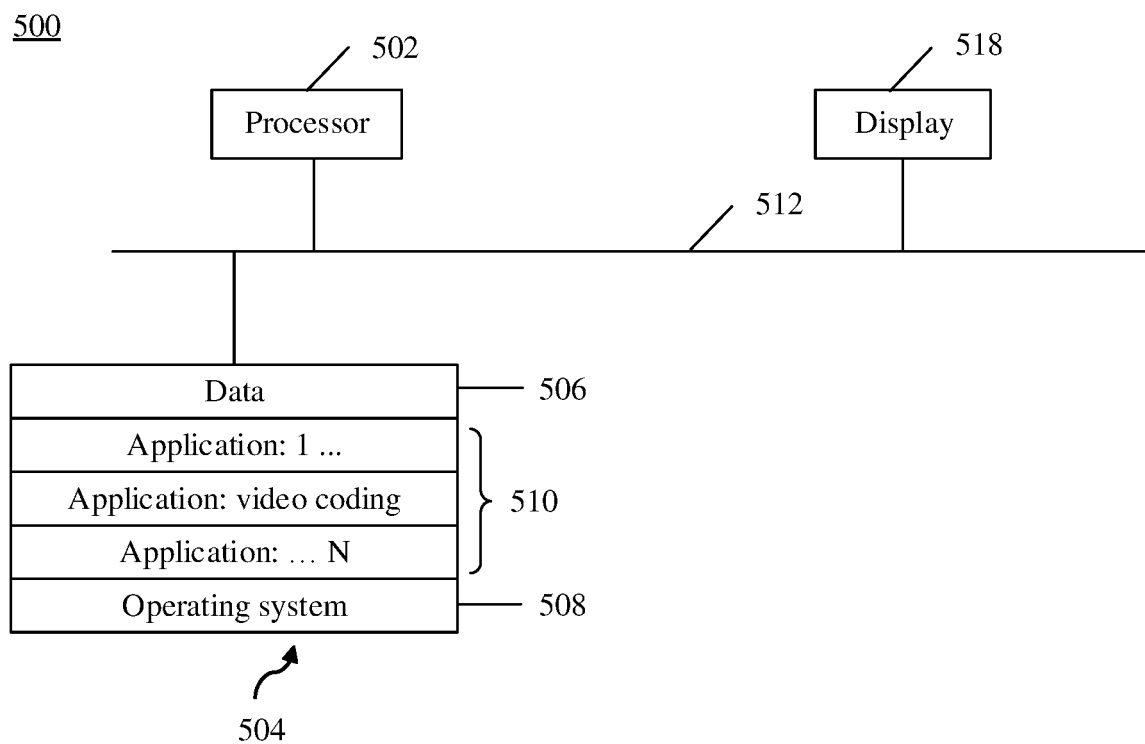 500
502
518
Processor
Display
512
Data
506
Application: 1 ...
Application: video coding
510
Application: ... N
Operating system
508
504